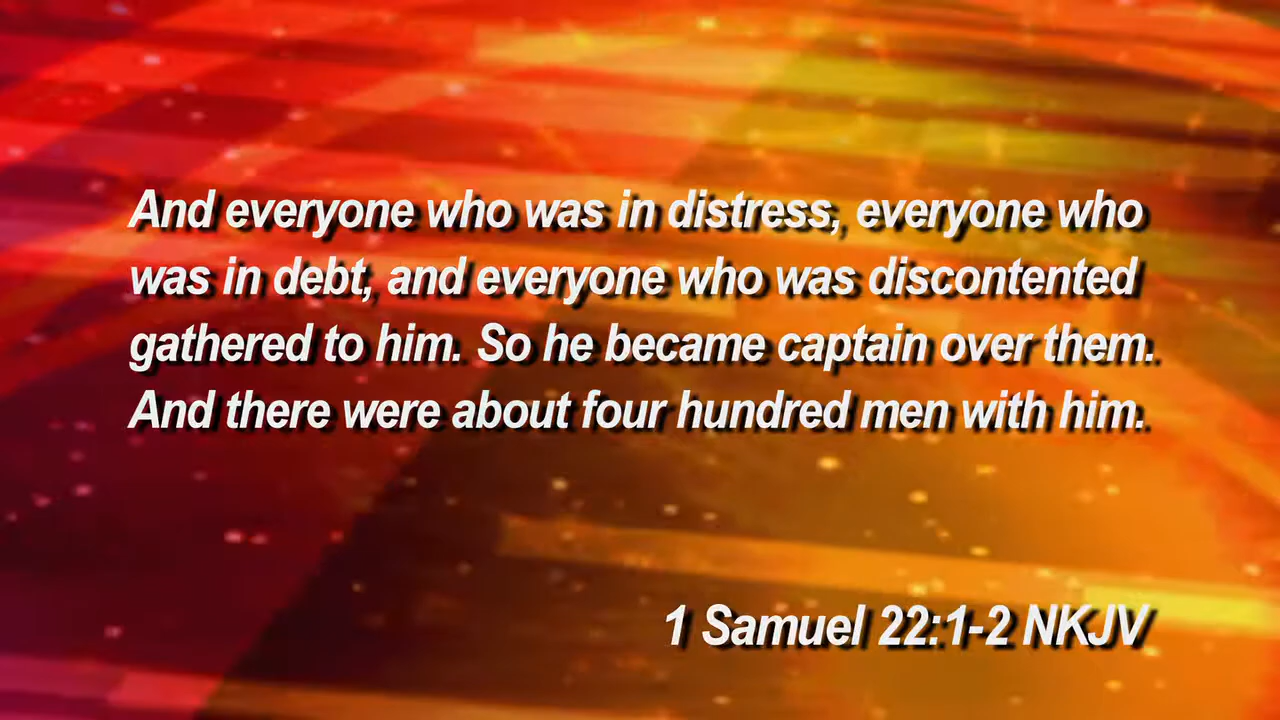 And everyone who was in distress, everyone who
was in debt, and everyone who was discontented
gathered to him. So he became captain over them.
And there were about four hundred men with him.
1 Samuel 22:1-2 NKJV